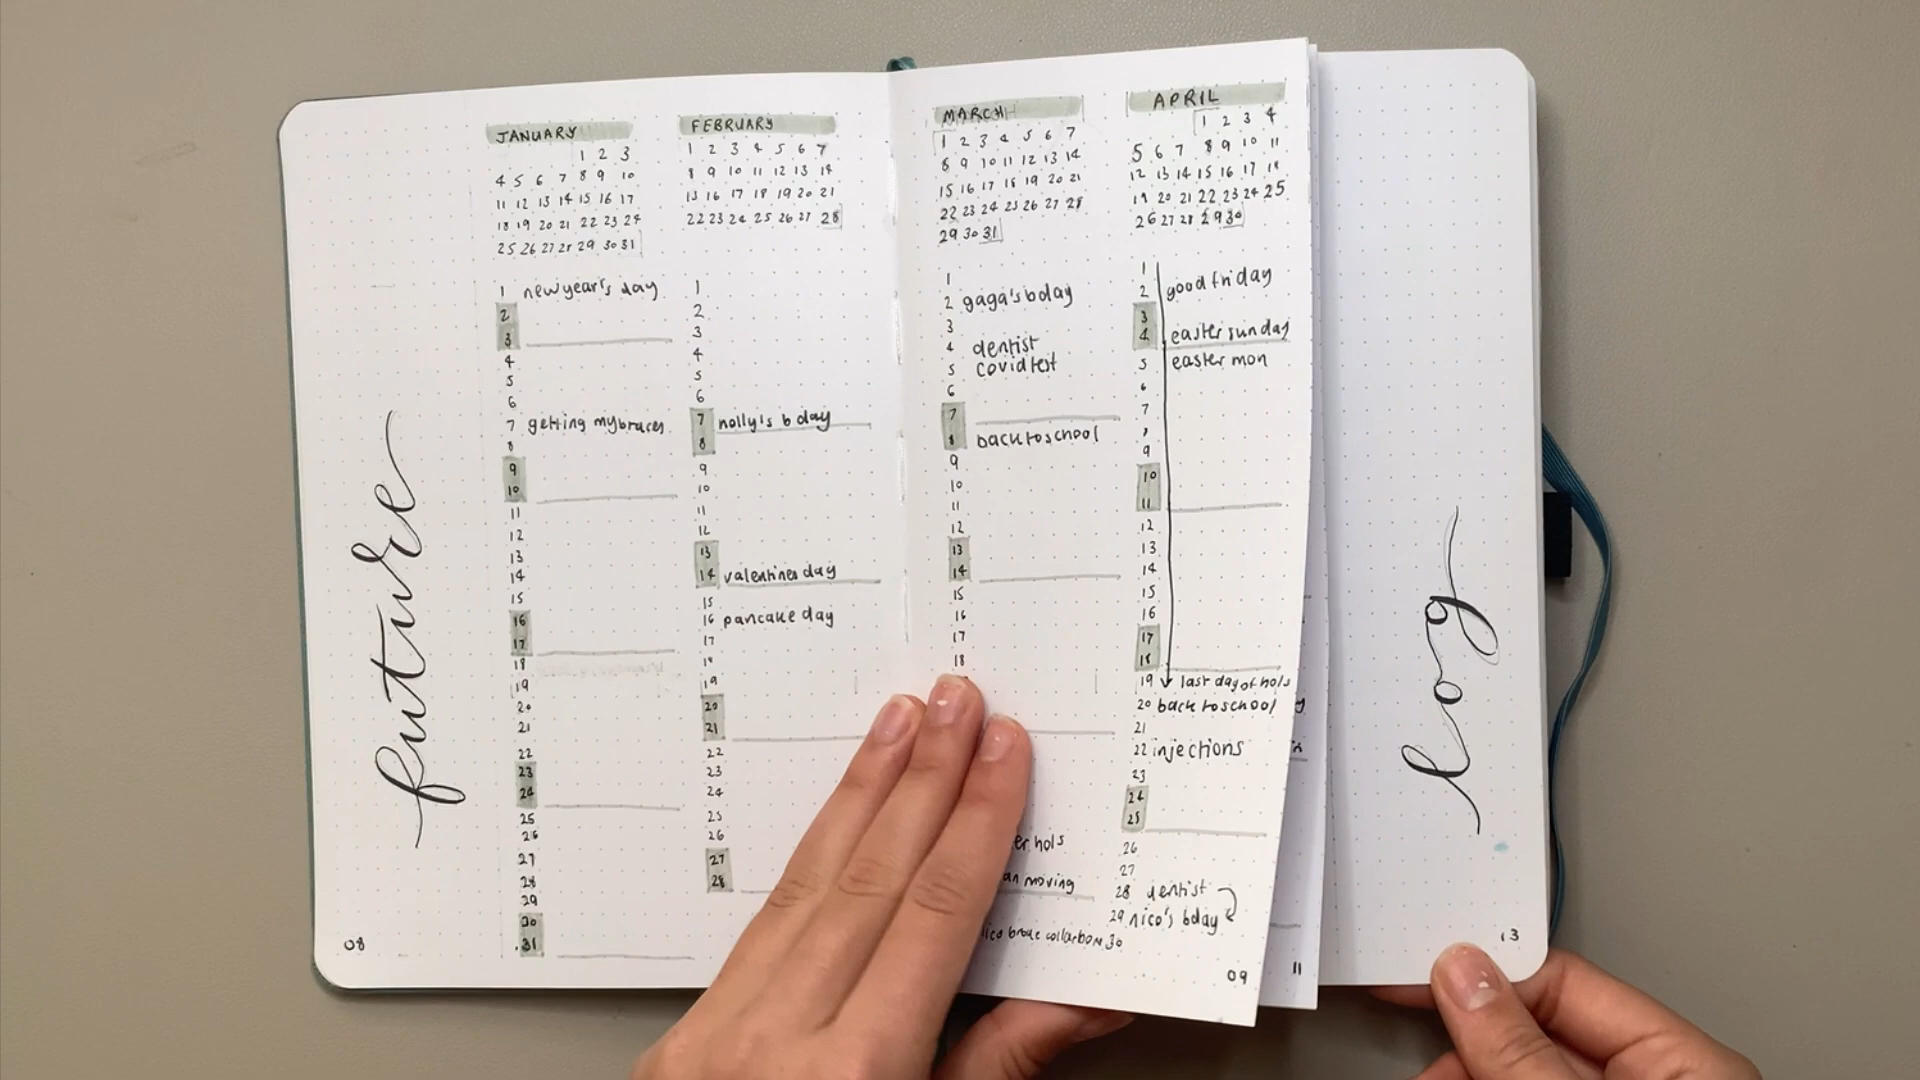 future
JANUARY
1 2 3
4 5 6 7 8 9 10
11 12 13 14 15 16 17
18 19 20 21 22 23 24
25 26 27 28 29 30 31
1 new year's day
2
3
4
5
6
7 getting my braces
8
9
10
11
12
13
14
15
16
17
18
19
20
21
22
23
24
25
26
27
28
29
30
31
08
FEBRUARY
1 2 3 4 5 6 7
8 9 10 11 12 13 14
15 16 17 18 19 20 21
22 23 24 25 26 27 28
1
2
3
4
5
6
7 nolly's b day
8
9
10
11
12
13
14 valentines day
15
16 pancake day
17
18
19
20
21
22
23
24
25
26
27
28
MARCH
1 2 3 4 5 6 7
8 9 10 11 12 13 14
15 16 17 18 19 20 21
22 23 24 25 26 27 28
29 30 31
1
2 gaga's bday
3
4 dentist
5 covid test
6
7
8 back to school
9
10
11
12
13
14
15
16
17
18
er hols
an moving
APRIL
1 2 3 4
5 6 7 8 9 10 11
12 13 14 15 16 17 18
19 20 21 22 23 24 25
26 27 28 29 30
1
2 good friday
3
4 easter sunday
5 easter mon
6
7
8
9
10
11
12
13
14
15
16
17
18
19 last day of hols
20 back to school
21
22 injections
23
24
25
26
27
28 dentist
29 nico's bday
30
09
11
log
13